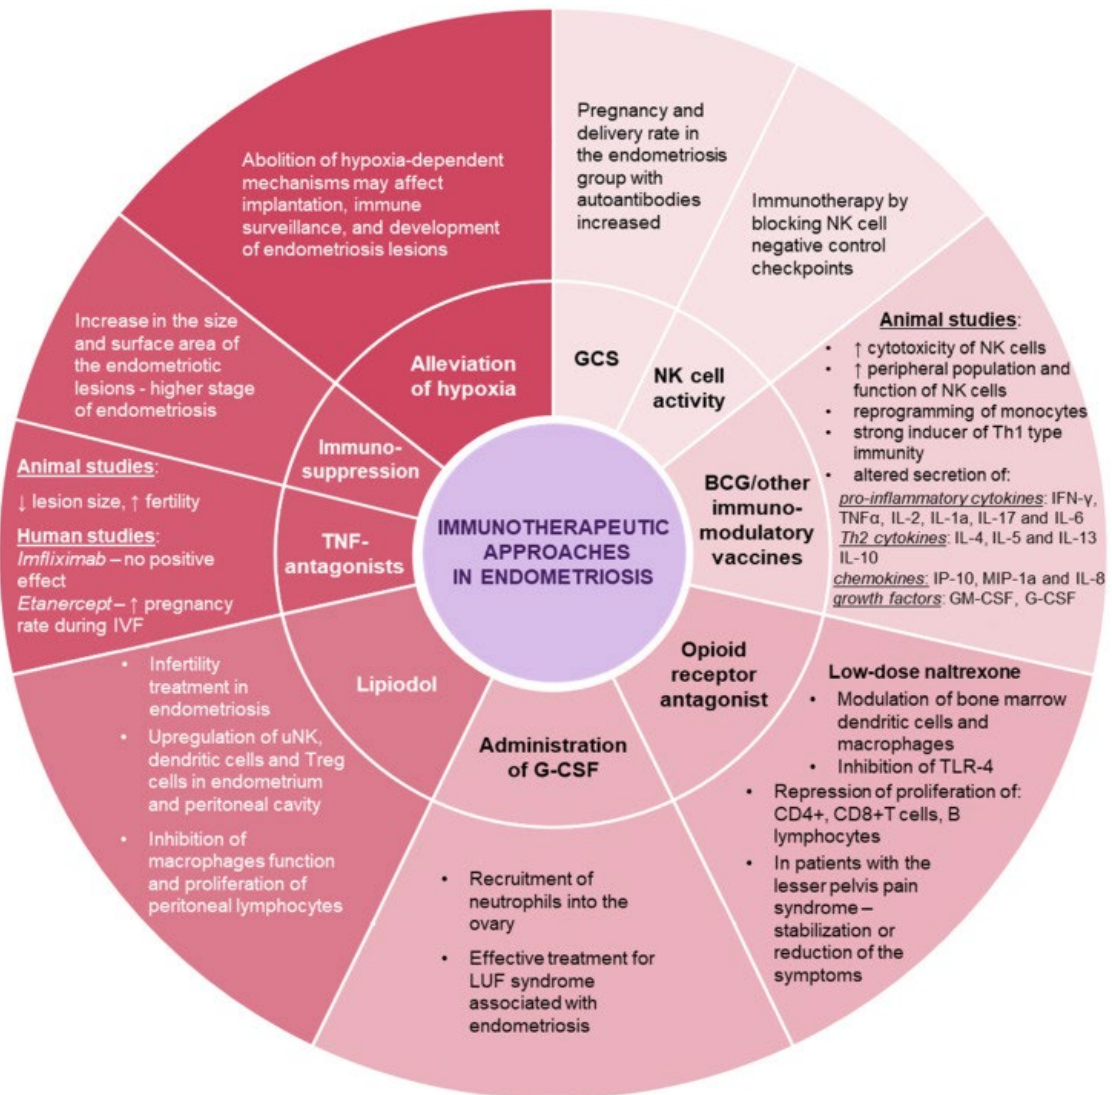 IMMUNOTHERAPEUTIC
APPROACHES
IN ENDOMETRIOSIS
GCS
Pregnancy and
delivery rate in
the endometriosis
group with
autoantibodies
increased
NK cell
activity
Immunotherapy by
blocking NK cell
negative control
checkpoints
BCG/other
immuno-
modulatory
vaccines
Animal studies:
• ↑ cytotoxicity of NK cells
• ↑ peripheral population and
function of NK cells
• reprogramming of monocytes
• strong inducer of Th1 type
immunity
• altered secretion of:
pro-inflammatory cytokines: IFN-γ,
TNFα, IL-2, IL-1a, IL-17 and IL-6
Th2 cytokines: IL-4, IL-5 and IL-13
IL-10
chemokines: IP-10, MIP-1a and IL-8
growth factors: GM-CSF, G-CSF
Opioid
receptor
antagonist
Low-dose naltrexone
• Modulation of bone marrow
dendritic cells and
macrophages
• Inhibition of TLR-4
• Repression of proliferation of:
CD4+, CD8+T cells, B
lymphocytes
• In patients with the
lesser pelvis pain
syndrome –
stabilization or
reduction of the
symptoms
Administration
of G-CSF
• Recruitment of
neutrophils into the
ovary
• Effective treatment for
LUF syndrome
associated with
endometriosis
Lipiodol
• Infertility
treatment in
endometriosis
• Upregulation of uNK,
dendritic cells and Treg
cells in endometrium
and peritoneal cavity
• Inhibition of
macrophages function
and proliferation of
peritoneal lymphocytes
TNF-
antagonists
Animal studies:
↓ lesion size, ↑ fertility
Human studies:
Imfliximab – no positive
effect
Etanercept – ↑ pregnancy
rate during IVF
Immuno-
suppression
Increase in the size
and surface area of
the endometriotic
lesions - higher stage
of endometriosis
Alleviation
of hypoxia
Abolition of hypoxia-dependent
mechanisms may affect
implantation, immune
surveillance, and development
of endometriosis lesions